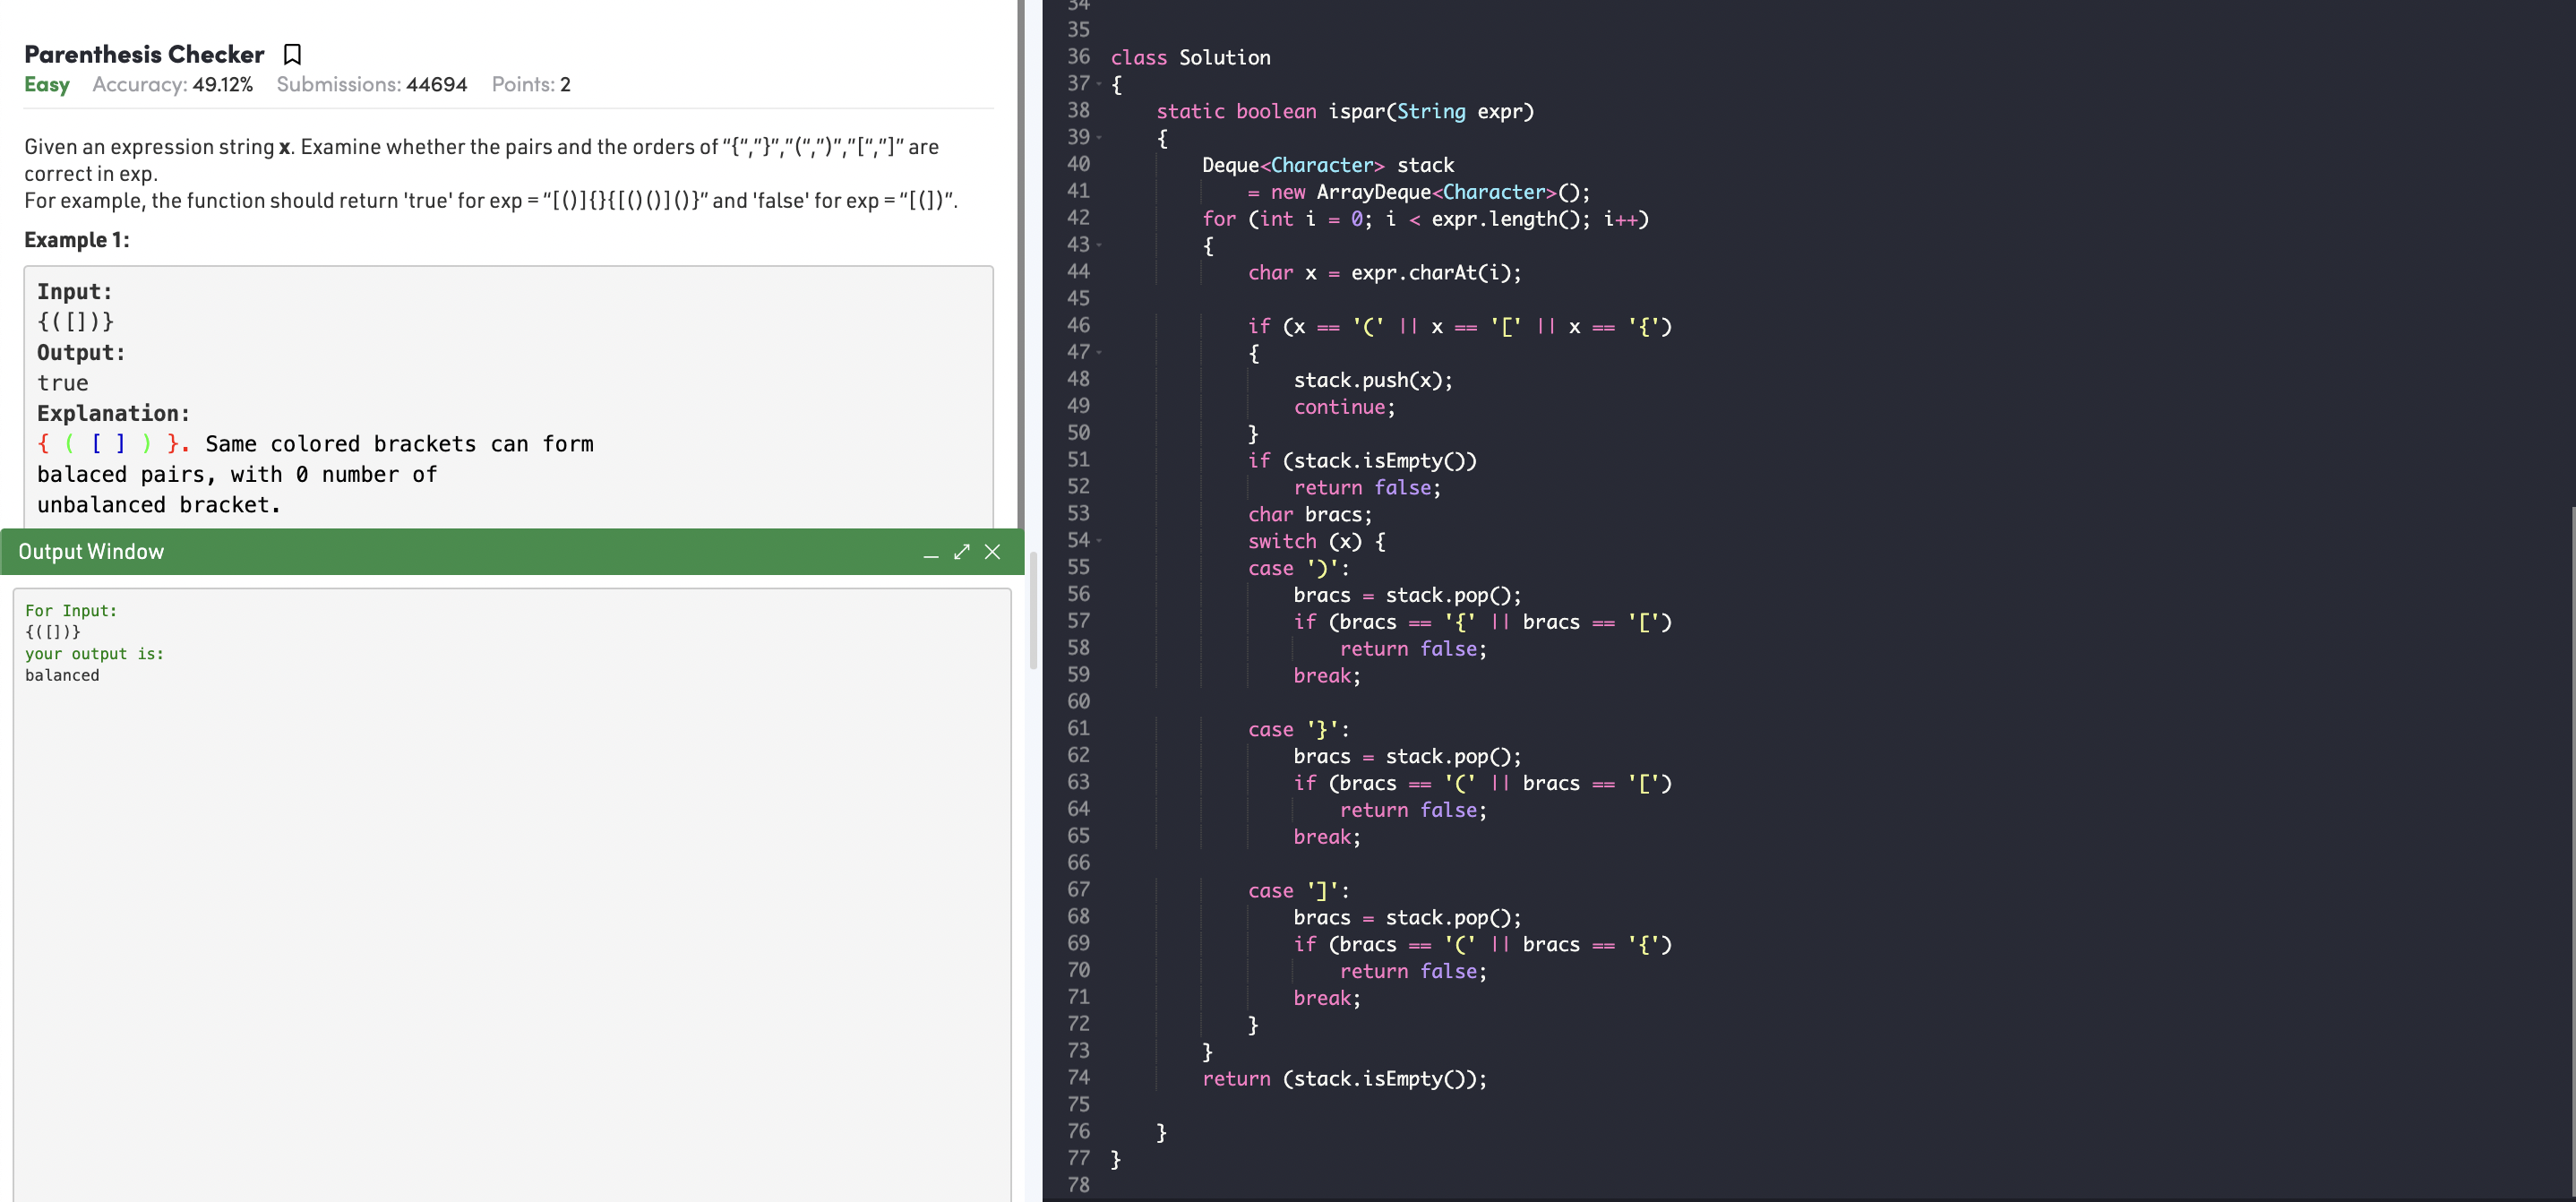 Parenthesis Checker
Easy Accuracy: 49.12% Submissions: 44694 Points: 2
Given an expression string x. Examine whether the pairs and the orders of “{“,”}”,”(“,”)”,”[“,”]” are
correct in exp.
For example, the function should return 'true' for exp = “[()]{}{[()()]()}” and 'false' for exp = “[(])”.
Example 1:
Input:
{([])}
Output:
true
Explanation:
{ ( [ ] ) }. Same colored brackets can form
balaced pairs, with 0 number of
unbalanced bracket.
Output Window
For Input:
{([])}
your output is:
balanced
34
35
36 class Solution
37 {
38 static boolean ispar(String expr)
39 {
40 Deque<Character> stack
41 = new ArrayDeque<Character>();
42 for (int i = 0; i < expr.length(); i++)
43 {
44 char x = expr.charAt(i);
45
46 if (x == '(' || x == '[' || x == '{')
47 {
48 stack.push(x);
49 continue;
50 }
51 if (stack.isEmpty())
52 return false;
53 char bracs;
54 switch (x) {
55 case ')':
56 bracs = stack.pop();
57 if (bracs == '{' || bracs == '[')
58 return false;
59 break;
60
61 case '}':
62 bracs = stack.pop();
63 if (bracs == '(' || bracs == '[')
64 return false;
65 break;
66
67 case ']':
68 bracs = stack.pop();
69 if (bracs == '(' || bracs == '{')
70 return false;
71 break;
72 }
73 }
74 return (stack.isEmpty());
75
76 }
77 }
78